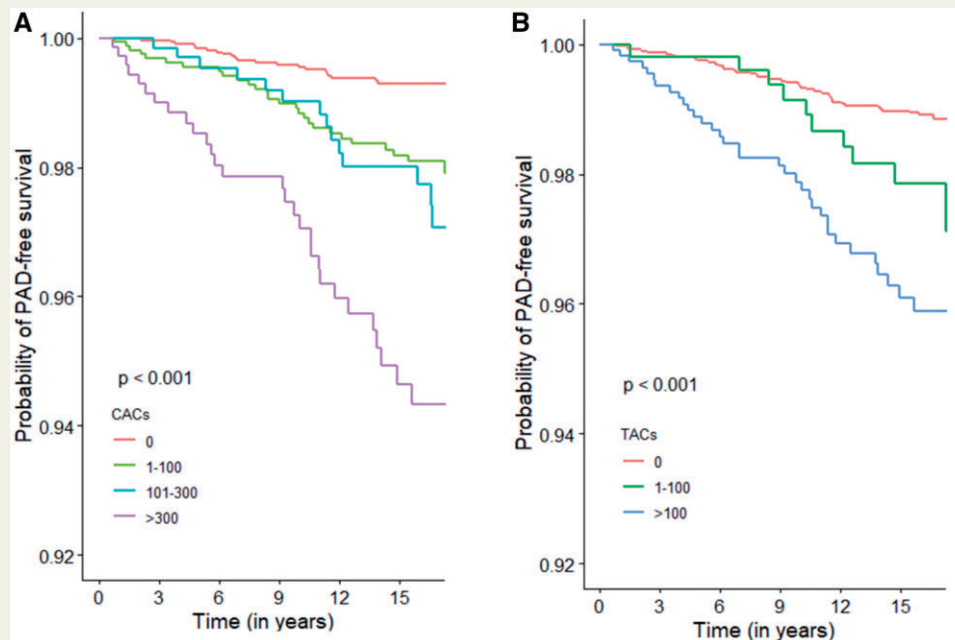 A
Probability of PAD-free survival
1.00
0.98
0.96
0.94
0.92
p < 0.001
CACs
0
1-100
101-300
>300
0 3 6 9 12 15
Time (in years)
B
Probability of PAD-free survival
1.00
0.98
0.96
0.94
0.92
p < 0.001
TACs
0
1-100
>100
0 3 6 9 12 15
Time (in years)